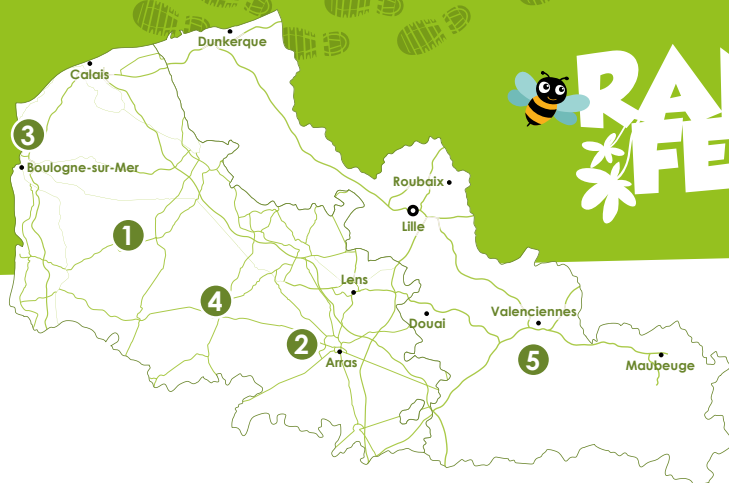 Dunkerque
Calais
3
Boulogne-sur-Mer
Roubaix
Lille
1
Lens
4
Douai
Valenciennes
2
Arras
5
Maubeuge